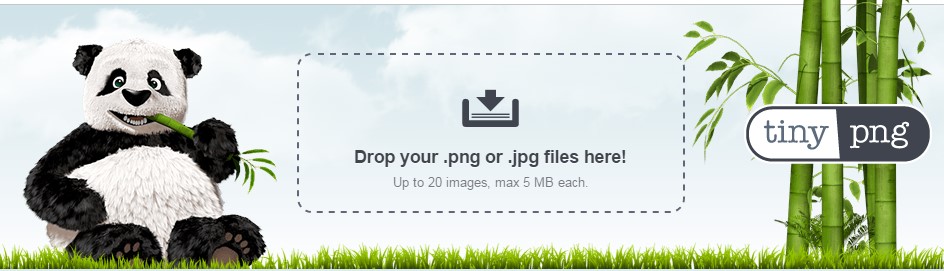 Drop your .png or .jpg files here!
Up to 20 images, max 5 MB each.
tiny png